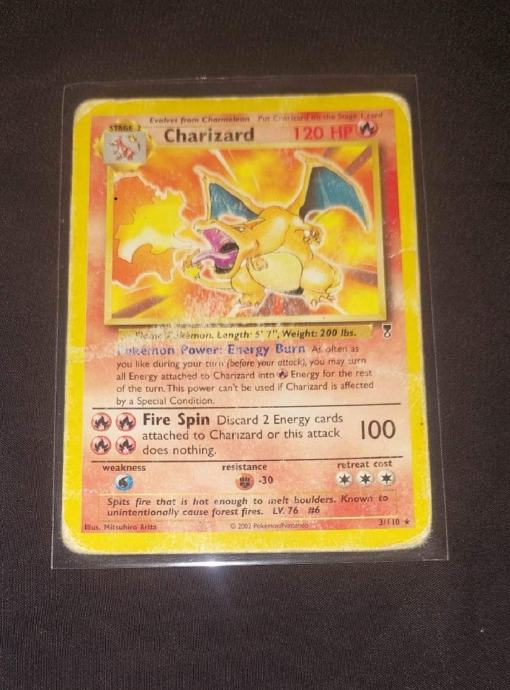 Evolves from Charmeleon Put Charizard on the Stage 1 card
STAGE 2
Charizard 120 HP
Flame Pokémon. Length: 5' 7", Weight: 200 lbs.
Pokémon Power: Energy Burn As often as
you like during your turn (before your attack), you may turn
all Energy attached to Charizard into Energy for the rest
of the turn. This power can't be used if Charizard is affected
by a Special Condition.
Fire Spin Discard 2 Energy cards
attached to Charizard or this attack
does nothing.
100
weakness resistance retreat cost
-30
Spits fire that is hot enough to melt boulders. Known to
unintentionally cause forest fires. LV. 76 #6
Illus. Mitsuhiro Arita © 2002 Pokémon/Nintendo 3/110 ★